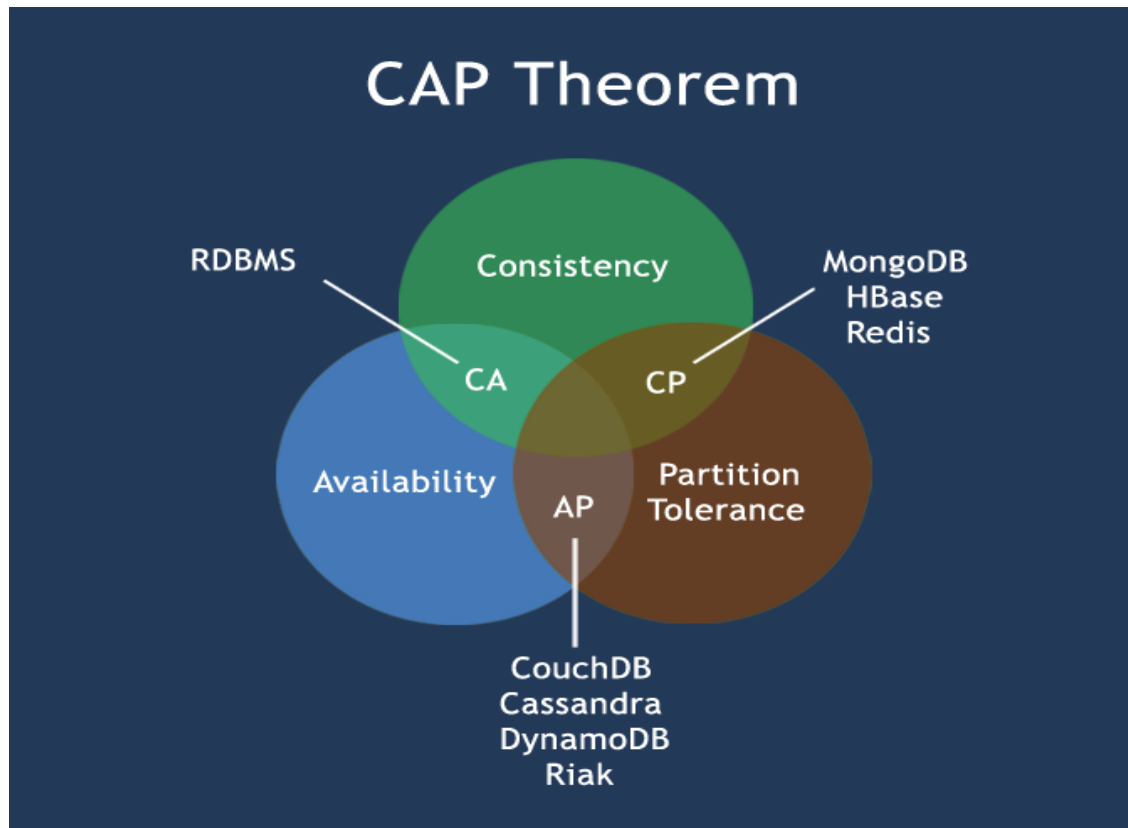 CAP Theorem
RDBMS
Consistency
MongoDB
HBase
Redis
CA
CP
Availability
Partition
Tolerance
AP
CouchDB
Cassandra
DynamoDB
Riak